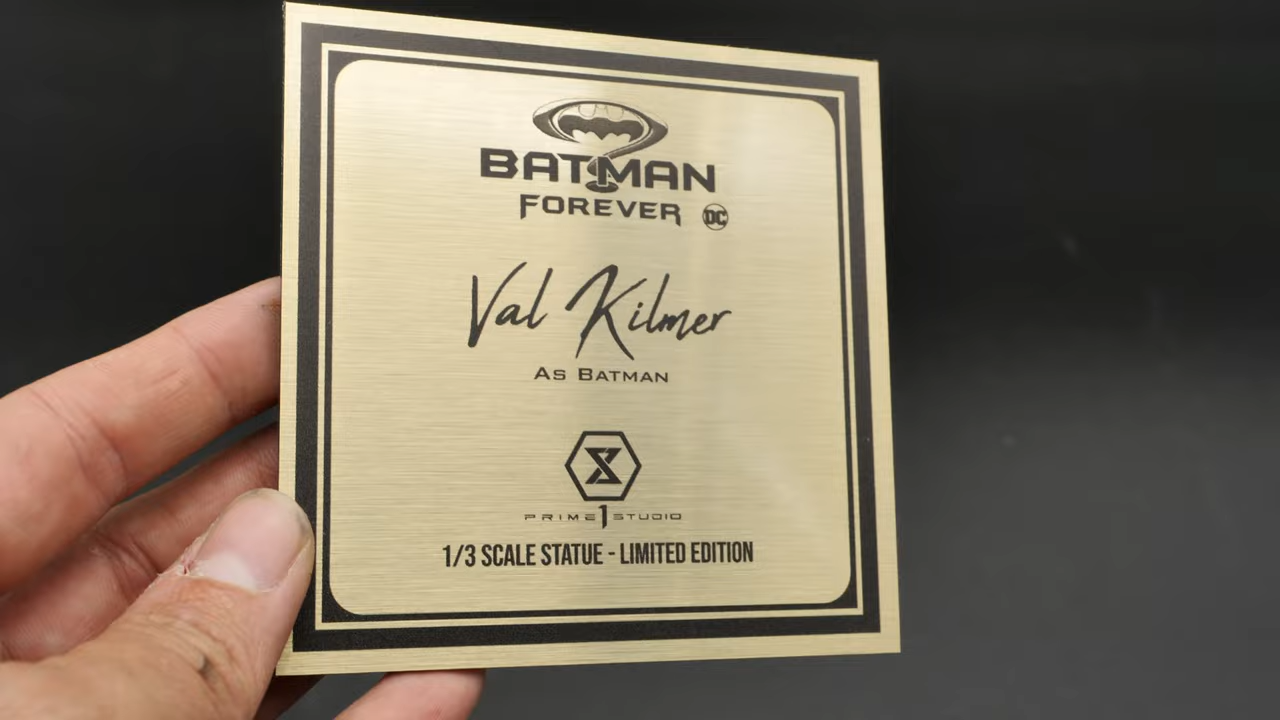 BATMAN
FOREVER DC
Val Kilmer
AS BATMAN
PRIME 1 STUDIO
1/3 SCALE STATUE - LIMITED EDITION